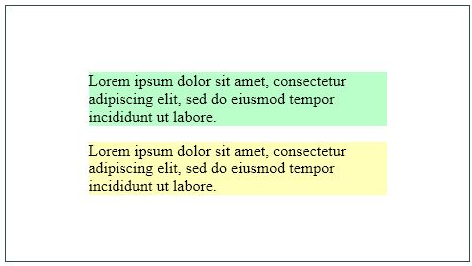 Lorem ipsum dolor sit amet, consectetur
adipiscing elit, sed do eiusmod tempor
incididunt ut labore.
Lorem ipsum dolor sit amet, consectetur
adipiscing elit, sed do eiusmod tempor
incididunt ut labore.